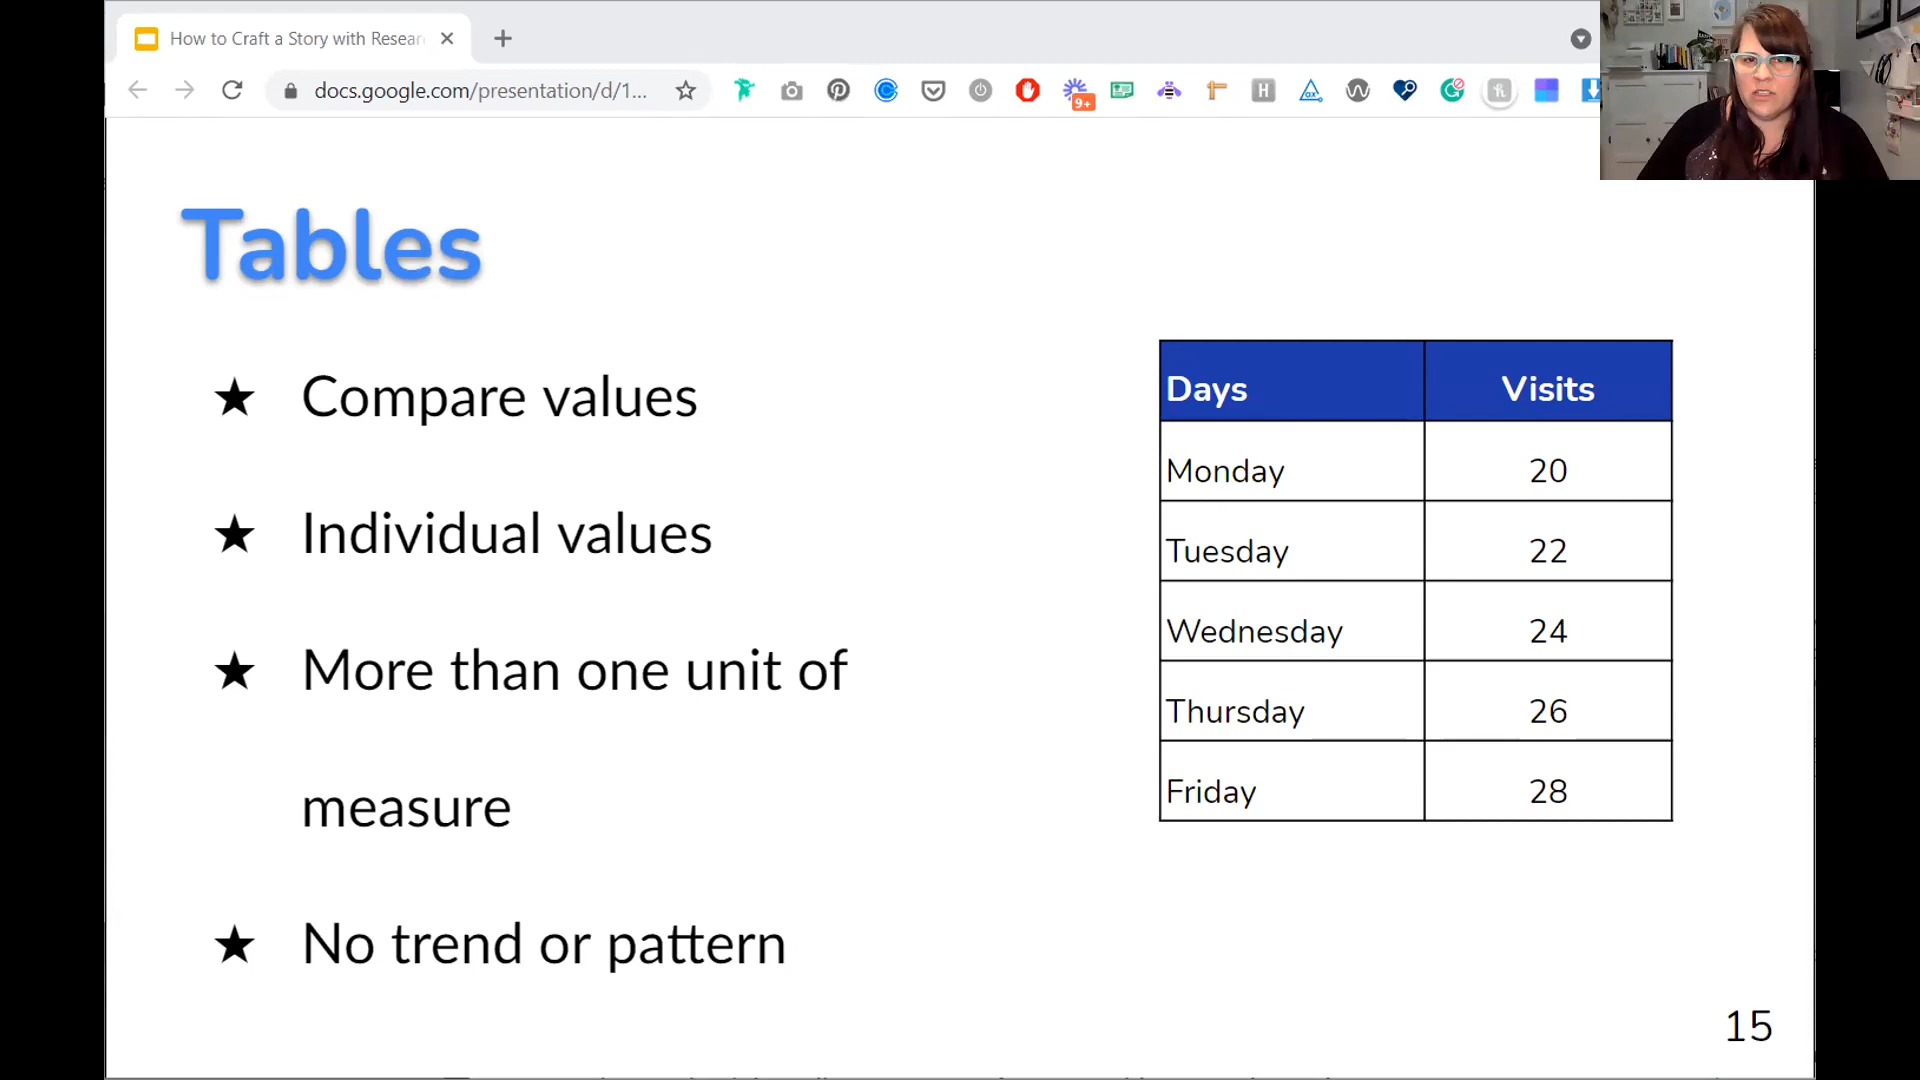 How to Craft a Story with Resear
docs.google.com/presentation/d/1...
9+
H
Tables
★ Compare values
★ Individual values
★ More than one unit of
measure
★ No trend or pattern
Days Visits
Monday 20
Tuesday 22
Wednesday 24
Thursday 26
Friday 28
15